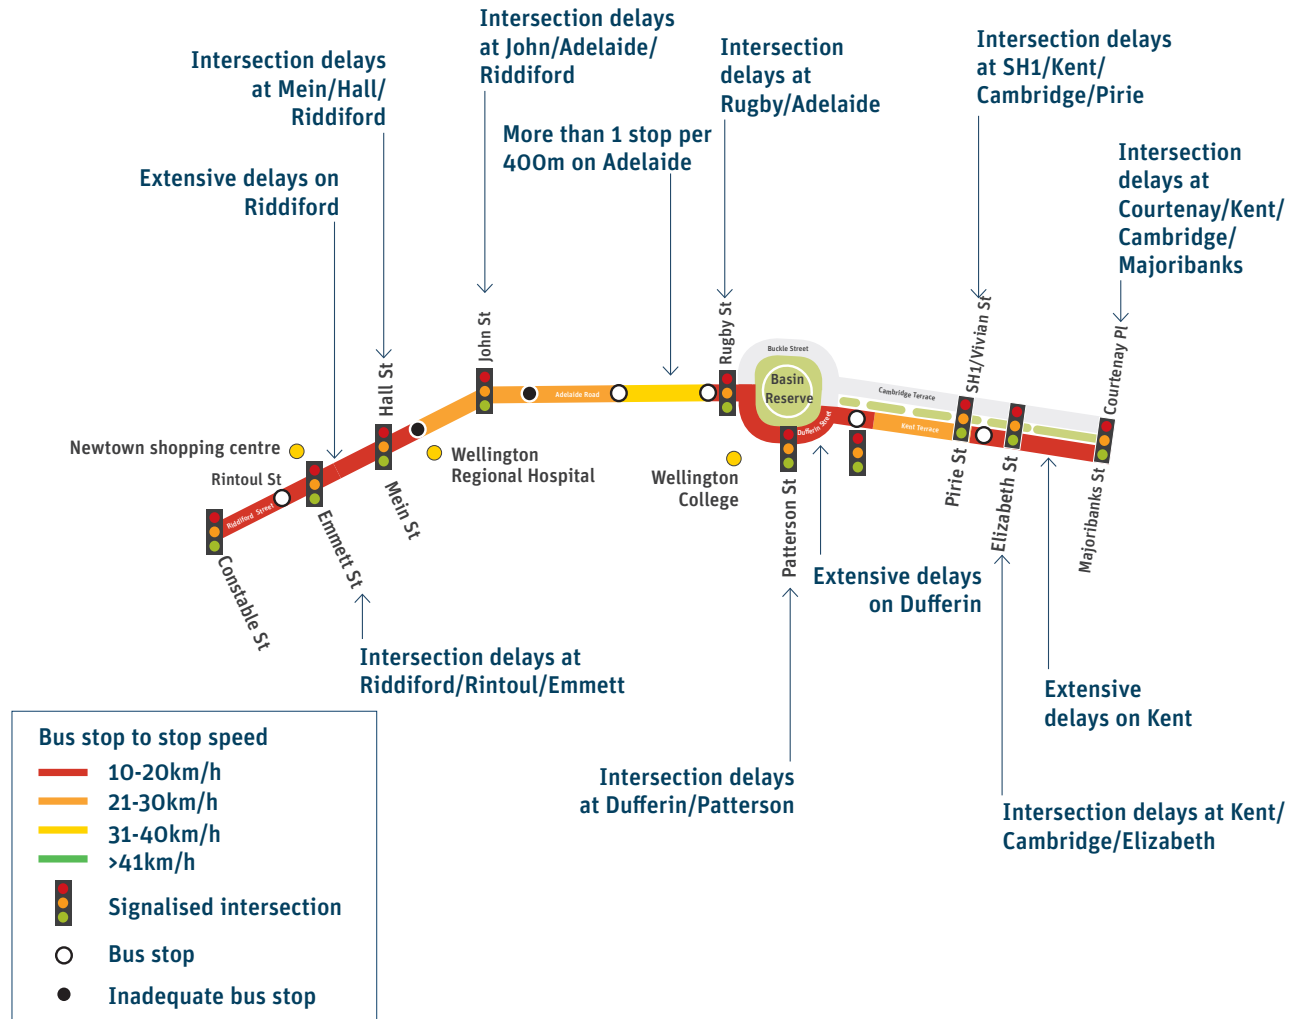 Intersection delays
at John/Adelaide/
Riddiford
Intersection delays
at Mein/Hall/
Riddiford
Intersection
delays at
Rugby/Adelaide
Intersection delays
at SH1/Kent/
Cambridge/Pirie
More than 1 stop per
400m on Adelaide
Intersection
delays at
Courtenay/Kent/
Cambridge/
Majoribanks
Extensive delays on
Riddiford
John St
Hall St
Rugby St
SH1/Vivian St
Courtenay Pl
Buckle Street
Basin
Reserve
Cambridge Terrace
Adelaide Road
Dufferin Street
Kent Terrace
Newtown shopping centre
Rintoul St
Riddiford Street
Wellington
Regional Hospital
Wellington
College
Constable St
Emmett St
Mein St
Patterson St
Pirie St
Elizabeth St
Majoribanks St
Extensive delays
on Dufferin
Intersection delays at
Riddiford/Rintoul/Emmett
Extensive
delays on Kent
Intersection delays
at Dufferin/Patterson
Intersection delays at Kent/
Cambridge/Elizabeth
Bus stop to stop speed
10-20km/h
21-30km/h
31-40km/h
>41km/h
Signalised intersection
Bus stop
Inadequate bus stop